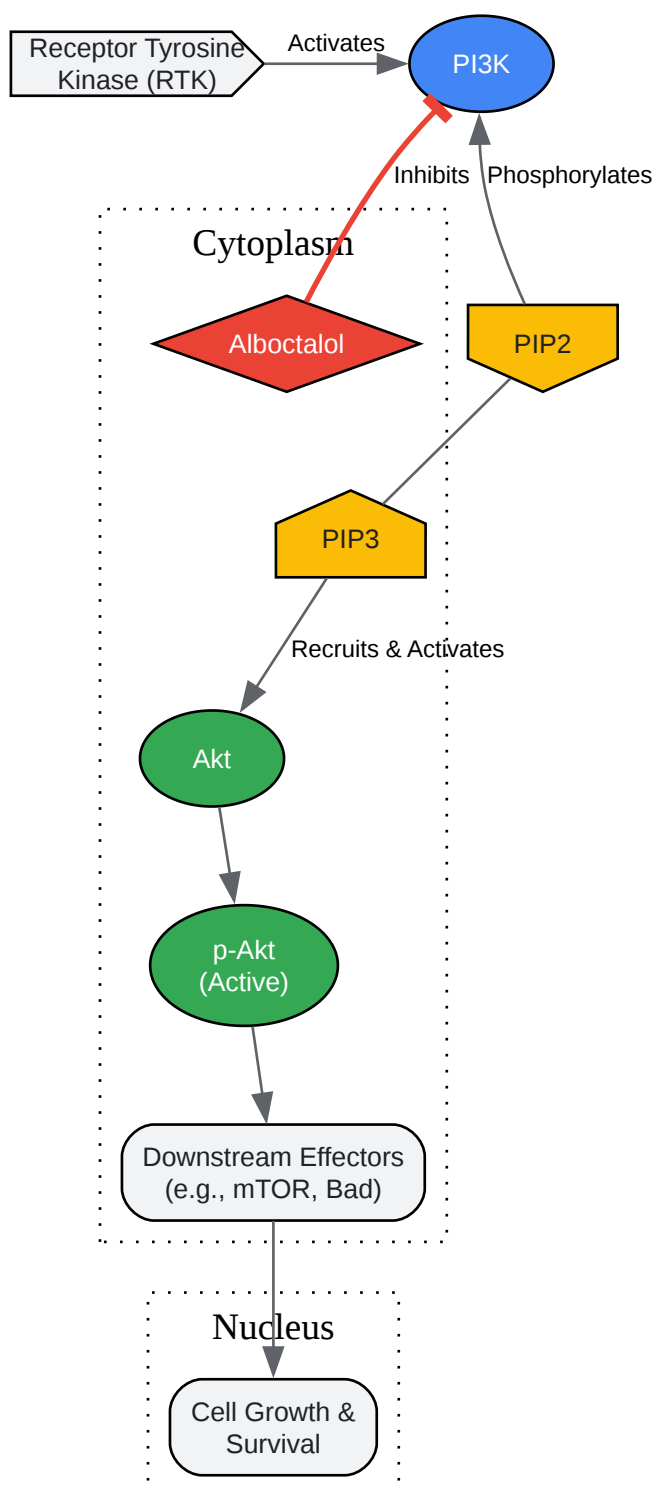 Receptor Tyrosine
Kinase (RTK)
Activates
PI3K
Inhibits
Phosphorylates
Cytoplasm
Alboctalol
PIP2
PIP3
Recruits & Activates
Akt
p-Akt
(Active)
Downstream Effectors
(e.g., mTOR, Bad)
Nucleus
Cell Growth &
Survival